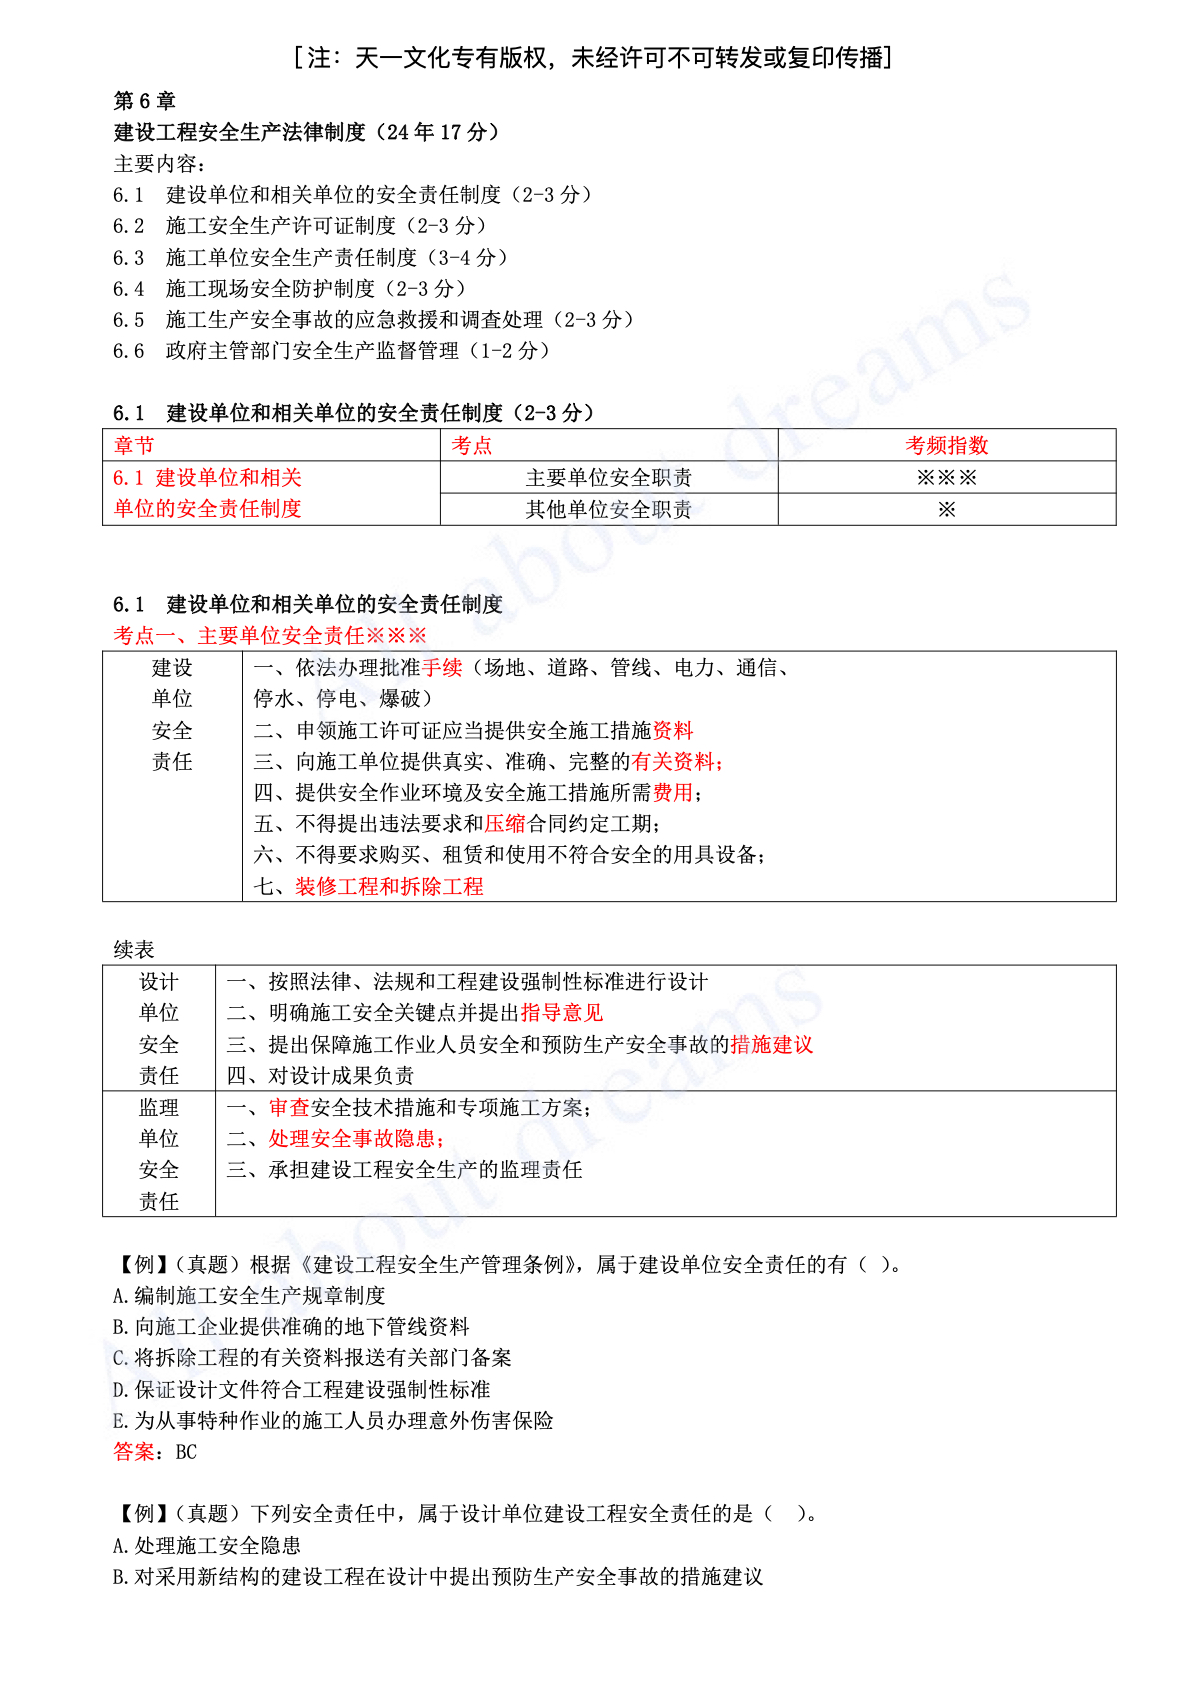 [注：天一文化专有版权，未经许可不可转发或复印传播]
第 6 章
建设工程安全生产法律制度（24 年 17 分）
主要内容：
6.1 建设单位和相关单位的安全责任制度（2-3 分）
6.2 施工安全生产许可证制度（2-3 分）
6.3 施工单位安全生产责任制度（3-4 分）
6.4 施工现场安全防护制度（2-3 分）
6.5 施工生产安全事故的应急救援和调查处理（2-3 分）
6.6 政府主管部门安全生产监督管理（1-2 分）
6.1 建设单位和相关单位的安全责任制度（2-3 分）
章节 考点 考频指数
6.1 建设单位和相关 主要单位安全职责 ※※※
单位的安全责任制度 其他单位安全职责 ※
6.1 建设单位和相关单位的安全责任制度
考点一、主要单位安全责任※※※
建设 一、依法办理批准手续（场地、道路、管线、电力、通信、
单位 停水、停电、爆破）
安全 二、申领施工许可证应当提供安全施工措施资料
责任 三、向施工单位提供真实、准确、完整的有关资料；
四、提供安全作业环境及安全施工措施所需费用；
五、不得提出违法要求和压缩合同约定工期；
六、不得要求购买、租赁和使用不符合安全的用具设备；
七、装修工程和拆除工程
续表
设计 一、按照法律、法规和工程建设强制性标准进行设计
单位 二、明确施工安全关键点并提出指导意见
安全 三、提出保障施工作业人员安全和预防生产安全事故的措施建议
责任 四、对设计成果负责
监理 一、审查安全技术措施和专项施工方案；
单位 二、处理安全事故隐患；
安全 三、承担建设工程安全生产的监理责任
责任
【例】（真题）根据《建设工程安全生产管理条例》，属于建设单位安全责任的有（ ）。
A.编制施工安全生产规章制度
B.向施工企业提供准确的地下管线资料
C.将拆除工程的有关资料报送有关部门备案
D.保证设计文件符合工程建设强制性标准
E.为从事特种作业的施工人员办理意外伤害保险
答案：BC
【例】（真题）下列安全责任中，属于设计单位建设工程安全责任的是（ ）。
A.处理施工安全隐患
B.对采用新结构的建设工程在设计中提出预防生产安全事故的措施建议
All about dreams
All about dreams